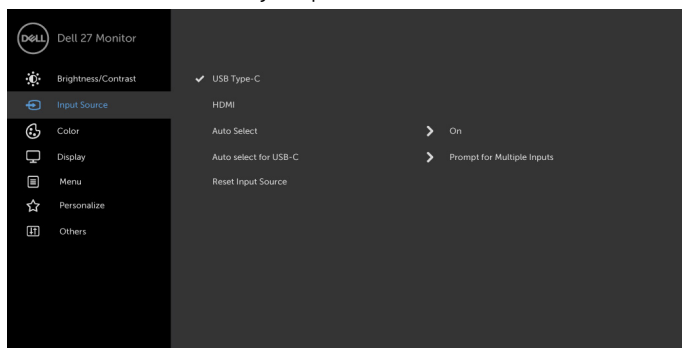 DELL
Dell 27 Monitor
Brightness/Contrast
USB Type-C
Input Source
HDMI
Color
Auto Select
On
Display
Auto select for USB-C
Prompt for Multiple Inputs
Menu
Reset Input Source
Personalize
Others